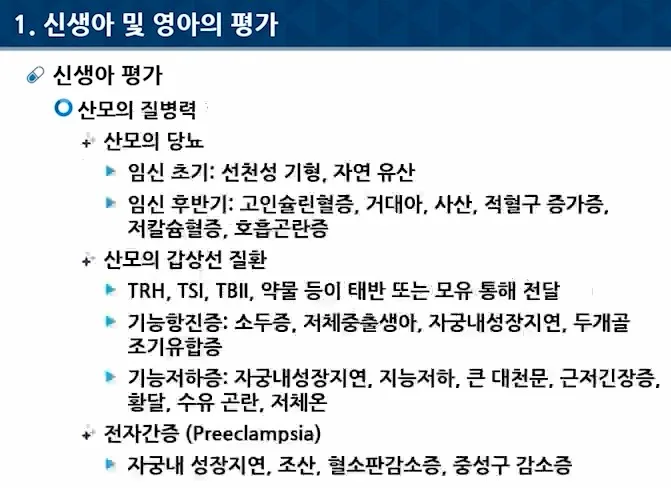 1. 신생아 및 영아의 평가
신생아 평가
산모의 질병력
산모의 당뇨
임신 초기: 선천성 기형, 자연 유산
임신 후반기: 고인슐린혈증, 거대아, 사산, 적혈구 증가증,
저칼슘혈증, 호흡곤란증
산모의 갑상선 질환
TRH, TSI, TBII, 약물 등이 태반 또는 모유 통해 전달
기능항진증: 소두증, 저체중출생아, 자궁내성장지연, 두개골
조기유합증
기능저하증: 자궁내성장지연, 지능저하, 큰 대천문, 근저긴장증,
황달, 수유 곤란, 저체온
전자간증 (Preeclampsia)
자궁내 성장지연, 조산, 혈소판감소증, 중성구 감소증